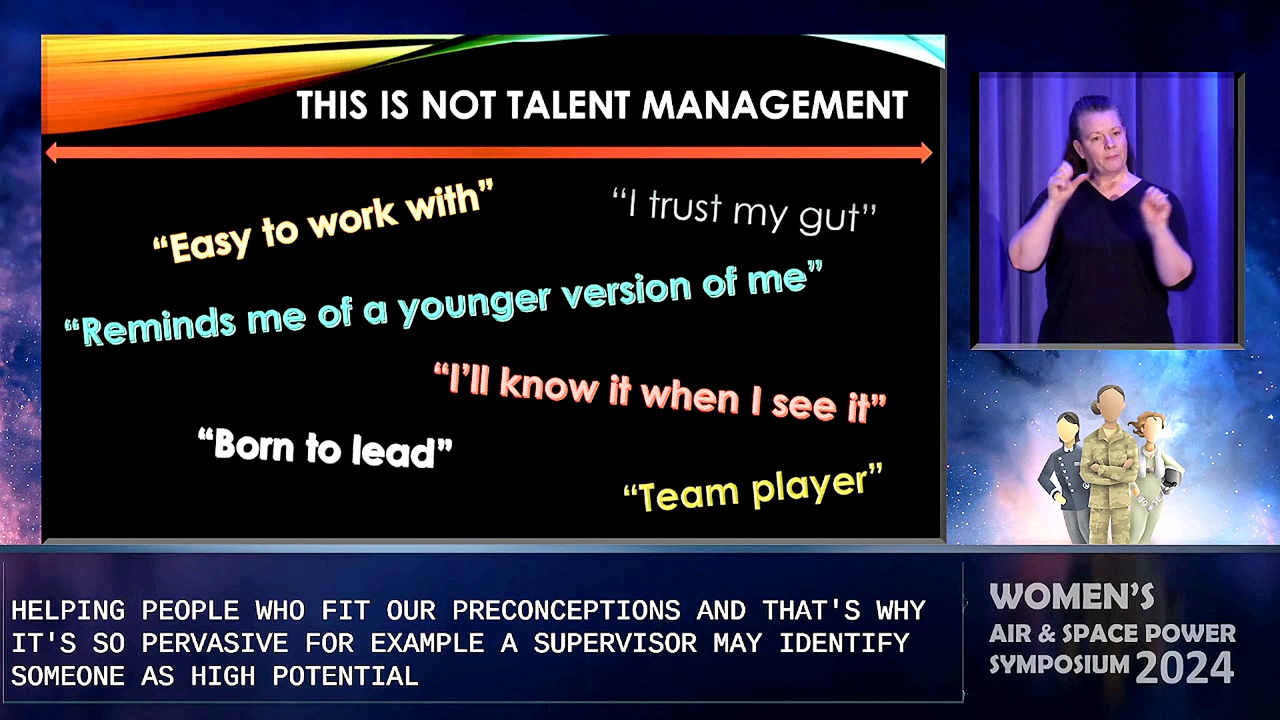 THIS IS NOT TALENT MANAGEMENT
“Easy to work with”
“I trust my gut”
“Reminds me of a younger version of me”
“I’ll know it when I see it”
“Born to lead”
“Team player”
HELPING PEOPLE WHO FIT OUR PRECONCEPTIONS AND THAT'S WHY
IT'S SO PERVASIVE FOR EXAMPLE A SUPERVISOR MAY IDENTIFY
SOMEONE AS HIGH POTENTIAL
WOMEN’S
AIR & SPACE POWER
SYMPOSIUM 2024